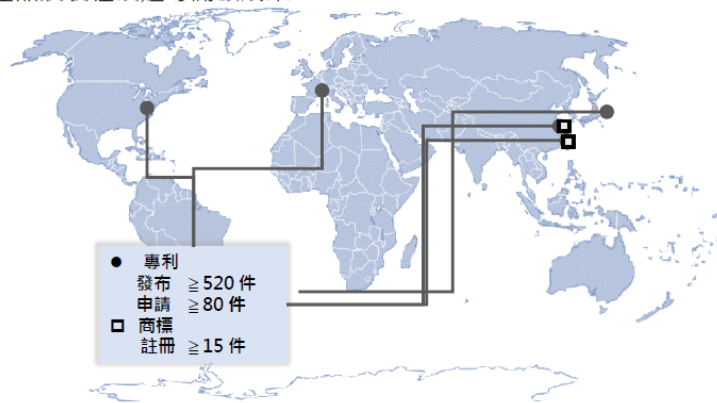 ● 專利
發布 ≧520 件
申請 ≧80 件
□ 商標
註冊 ≧15 件